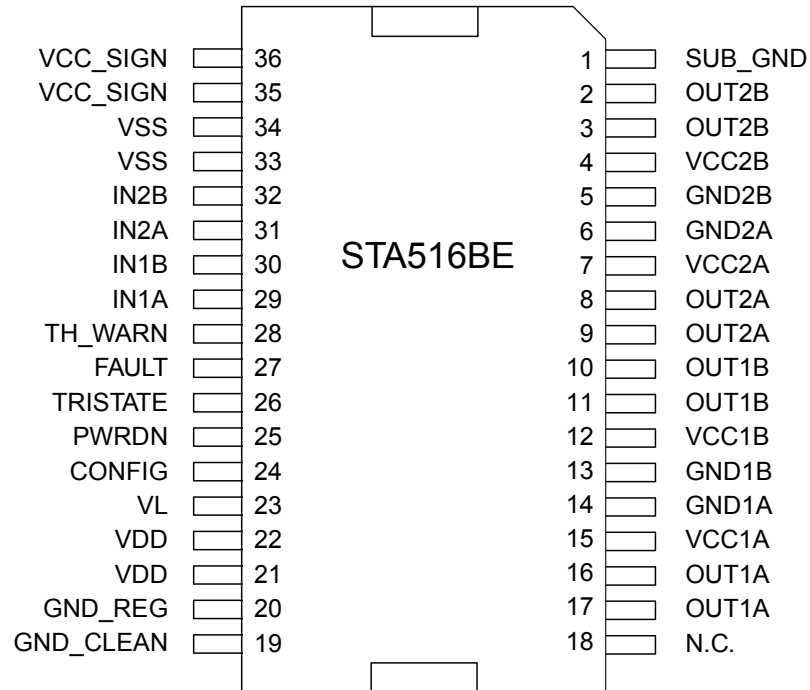 VCC_SIGN 36 1 SUB_GND
VCC_SIGN 35 2 OUT2B
VSS 34 3 OUT2B
VSS 33 4 VCC2B
IN2B 32 5 GND2B
IN2A 31 6 GND2A
STA516BE
IN1B 30 7 VCC2A
IN1A 29 8 OUT2A
TH_WARN 28 9 OUT2A
FAULT 27 10 OUT1B
TRISTATE 26 11 OUT1B
PWRDN 25 12 VCC1B
CONFIG 24 13 GND1B
VL 23 14 GND1A
VDD 22 15 VCC1A
VDD 21 16 OUT1A
GND_REG 20 17 OUT1A
GND_CLEAN 19 18 N.C.